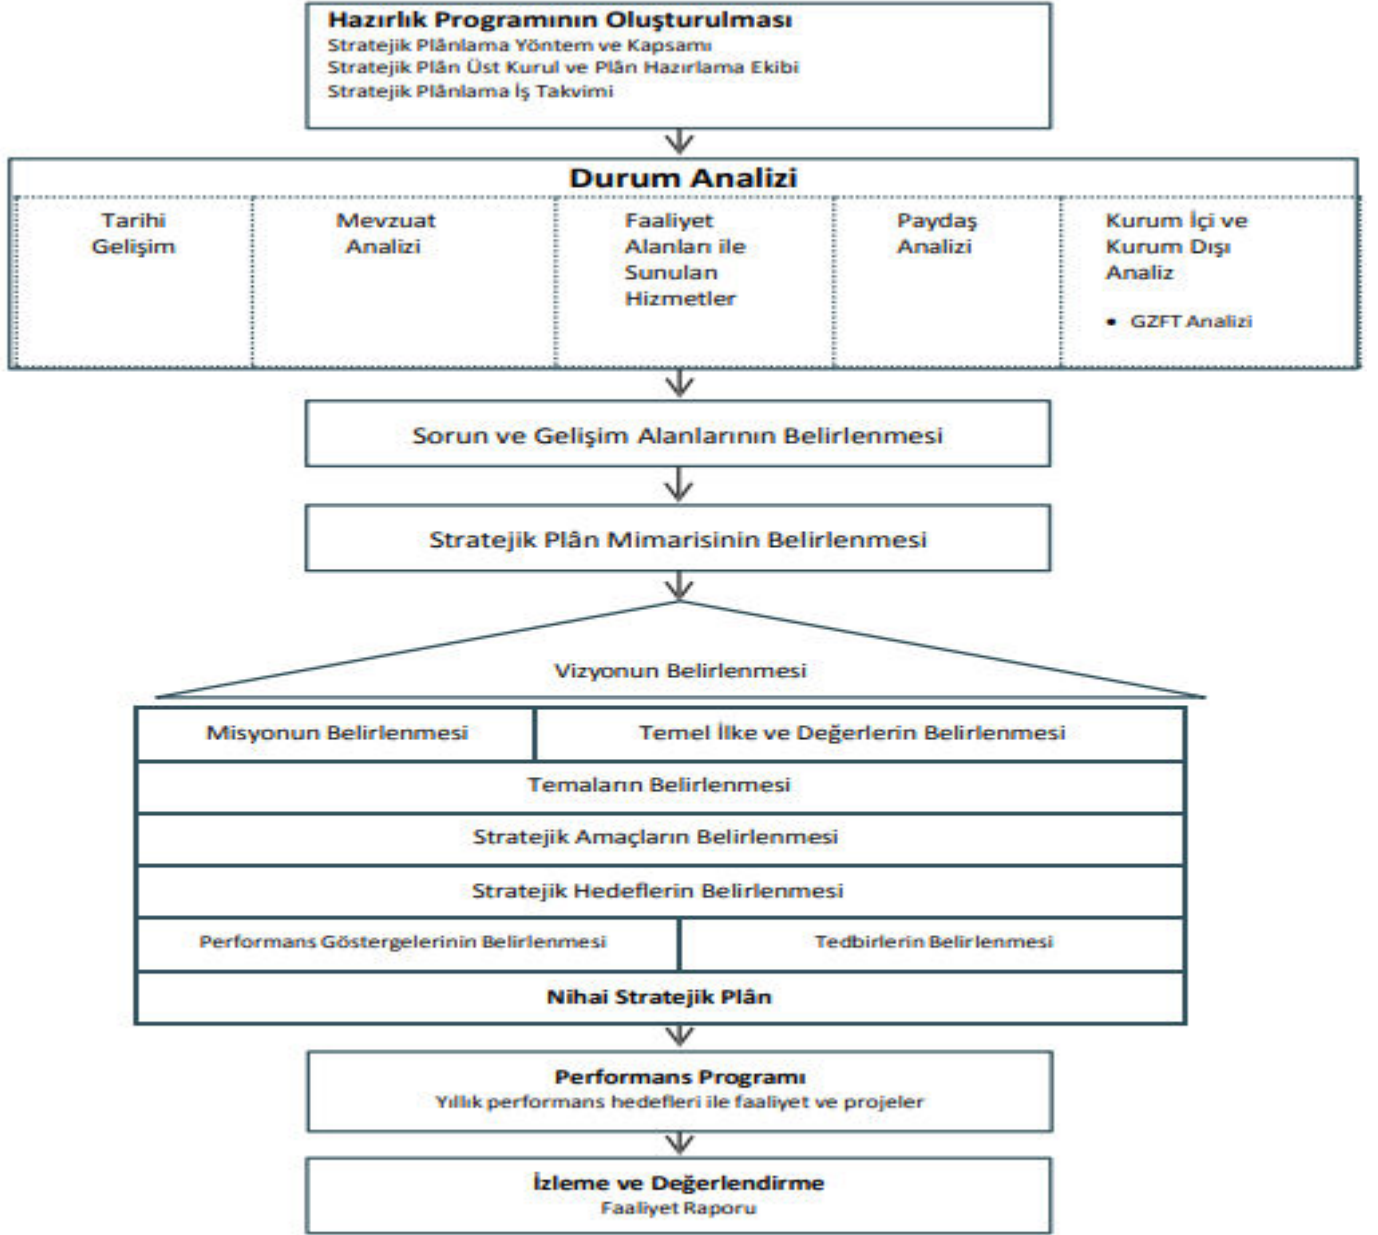 Hazırlık Programının Oluşturulması
Stratejik Plânlama Yöntem ve Kapsamı
Stratejik Plân Üst Kurul ve Plân Hazırlama Ekibi
Stratejik Plânlama İş Takvimi
Durum Analizi
Tarihi
Gelişim
Mevzuat
Analizi
Faaliyet
Alanları ile
Sunulan
Hizmetler
Paydaş
Analizi
Kurum İçi ve
Kurum Dışı
Analiz
• GZFT Analizi
Sorun ve Gelişim Alanlarının Belirlenmesi
Stratejik Plân Mimarisinin Belirlenmesi
Vizyonun Belirlenmesi
Misyonun Belirlenmesi
Temel İlke ve Değerlerin Belirlenmesi
Temaların Belirlenmesi
Stratejik Amaçların Belirlenmesi
Stratejik Hedeflerin Belirlenmesi
Performans Göstergelerinin Belirlenmesi
Tedbirlerin Belirlenmesi
Nihai Stratejik Plân
Performans Programı
Yıllık performans hedefleri ile faaliyet ve projeler
İzleme ve Değerlendirme
Faaliyet Raporu